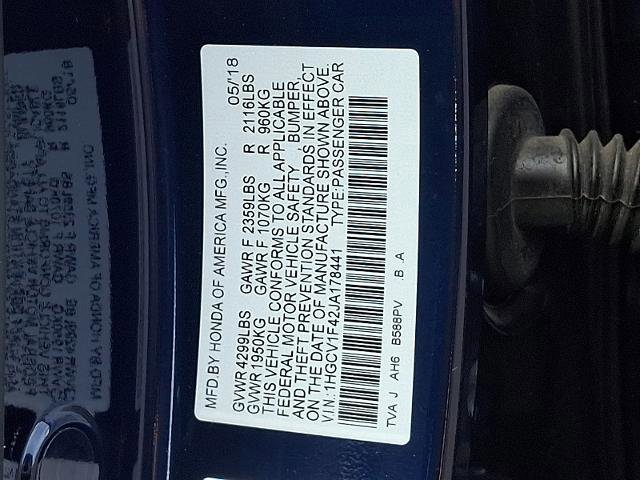 MFD.BY HONDA OF AMERICA MFG.,INC. 05/18
GVWR 4299LBS GAWR F 2359LBS R 2116LBS
GVWR 1950KG GAWR F 1070KG R 960KG
THIS VEHICLE CONFORMS TO ALL APPLICABLE
FEDERAL MOTOR VEHICLE SAFETY , BUMPER,
AND THEFT PREVENTION STANDARDS IN EFFECT
ON THE DATE OF MANUFACTURE SHOWN ABOVE.
V.I.N.:1HGCV1F42JA178441 TYPE:PASSENGER CAR
TVA J AH6 B588PV .B .A